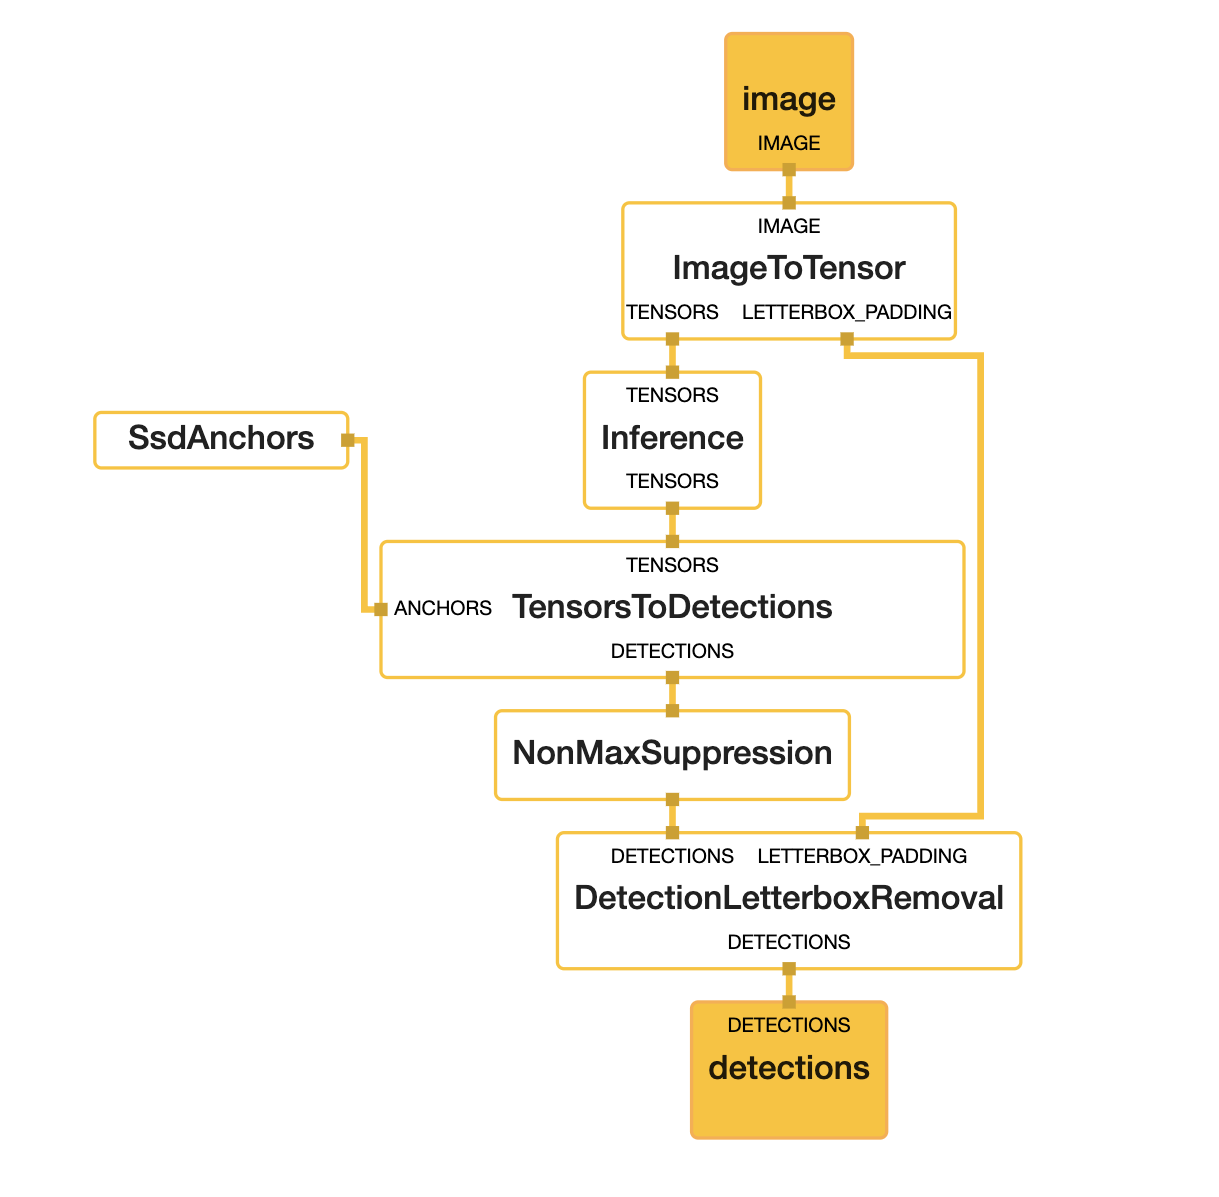 image
IMAGE
IMAGE
ImageToTensor
TENSORS LETTERBOX_PADDING
TENSORS
Inference
TENSORS
SsdAnchors
TENSORS
ANCHORS TensorsToDetections
DETECTIONS
NonMaxSuppression
DETECTIONS LETTERBOX_PADDING
DetectionLetterboxRemoval
DETECTIONS
DETECTIONS
detections